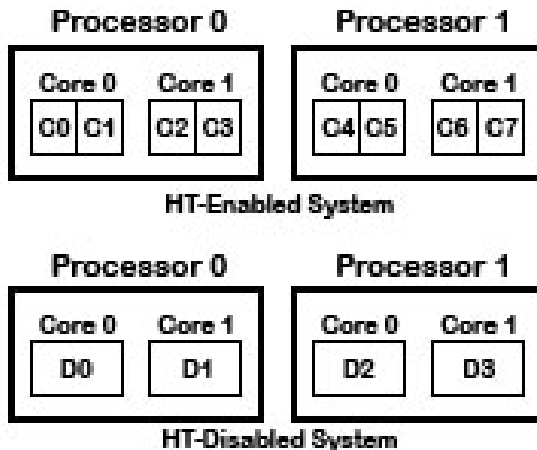 Processor 0 Processor 1
Core 0 Core 1 Core 0 Core 1
C0 C1 C2 C3 C4 C5 C6 C7
HT-Enabled System
Processor 0 Processor 1
Core 0 Core 1 Core 0 Core 1
D0 D1 D2 D3
HT-Disabled System